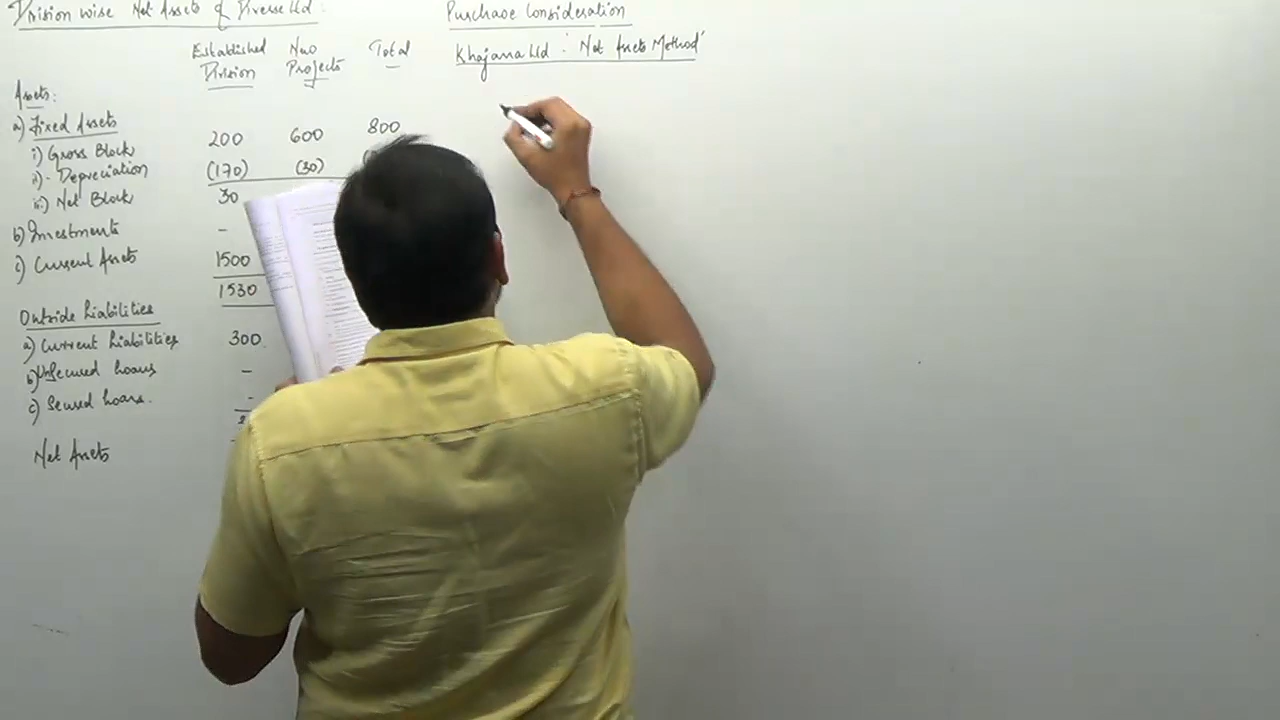 Division wise Net Assets of Diverse Ltd:
Established Division New Projects Total
Assets:
a) Fixed Assets
i) Gross Block 200 600 800
ii) - Depreciation (170) (30)
iii) Net Block 30
b) Investments -
c) Current Assets 1500
1530
Outside Liabilities
a) Current Liabilities 300
b) UnSecured Loans -
c) Secured Loans. -
Net Assets
Purchase Consideration
Khajana Ltd: 'Net Assets Method'